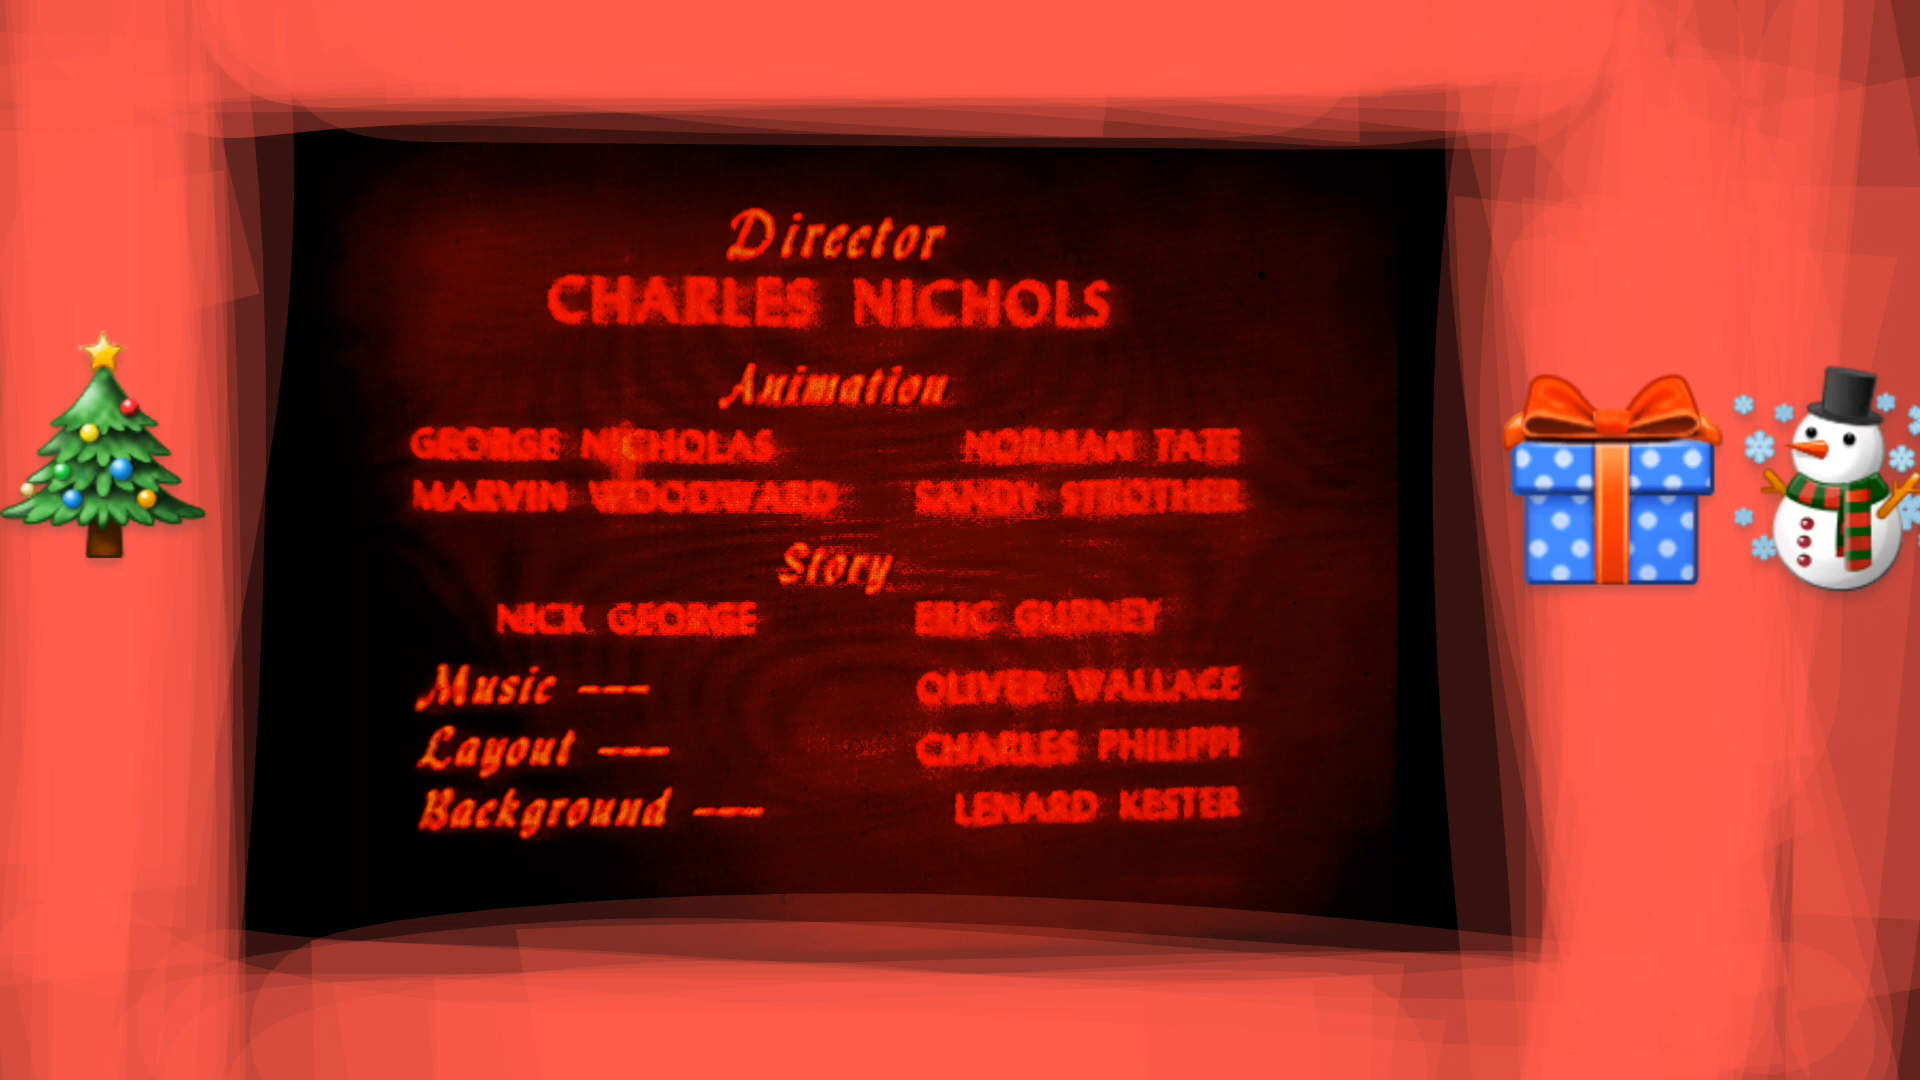 Director
CHARLES NICHOLS
Animation
GEORGE NICHOLAS NORMAN TATE
MARVIN WOODWARD SANDY STROTHER
Story
NICK GEORGE ERIC GURNEY
Music --- OLIVER WALLACE
Layout --- CHARLES PHILIPPI
Background --- LENARD KESTER